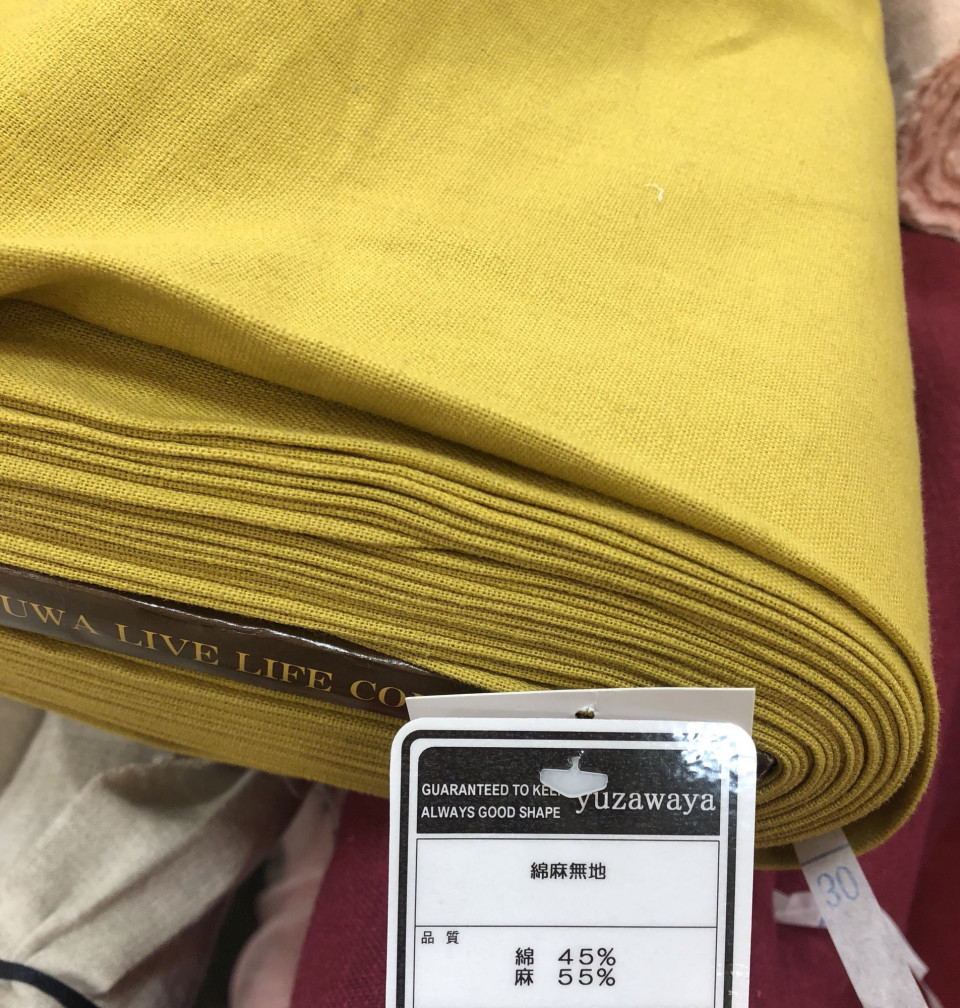 UWA LIVE LIFE CO
GUARANTEED TO KEE
ALWAYS GOOD SHAPE
yuzawaya
綿麻無地
品質
綿 45%
麻 55%
30